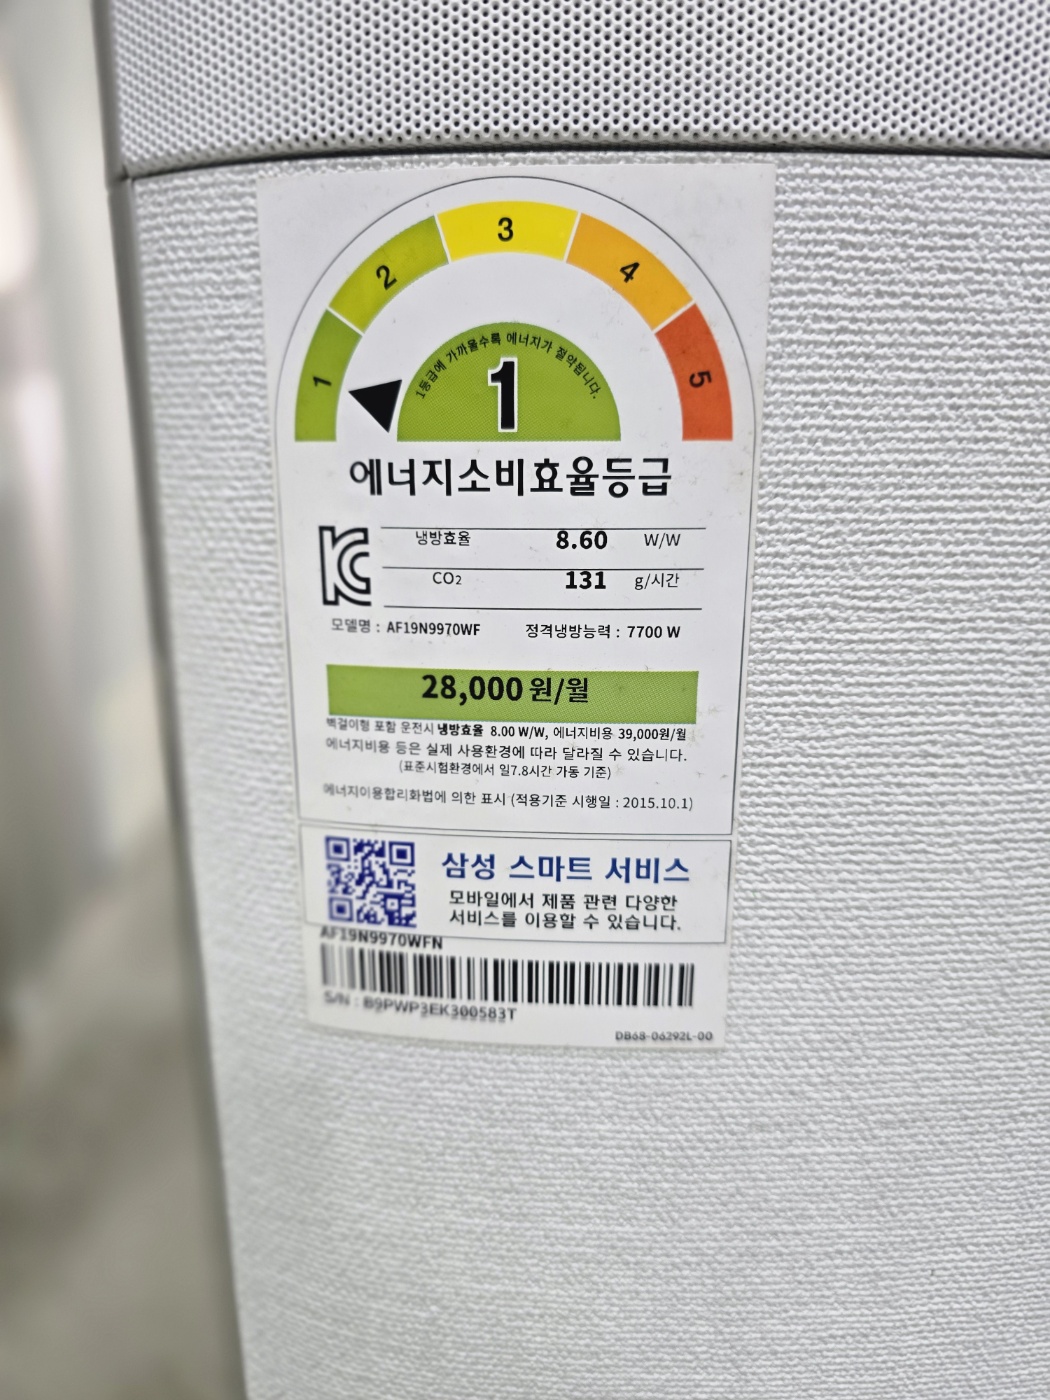 1
2
3
4
5
1등급에 가까울수록 에너지가 절약됩니다.
1
에너지소비효율등급
냉방효율 8.60 W/W
CO₂ 131 g/시간
모델명 : AF19N9970WF 정격냉방능력 : 7700 W
28,000 원/월
벽걸이형 포함 운전시 냉방효율 8.00 W/W, 에너지비용 39,000원/월
에너지비용 등은 실제 사용환경에 따라 달라질 수 있습니다.
(표준시험환경에서 일7.8시간 가동 기준)
에너지이용합리화법에 의한 표시 (적용기준 시행일 : 2015.10.1)
삼성 스마트 서비스
모바일에서 제품 관련 다양한
서비스를 이용할 수 있습니다.
AF19N9970WFN
S/N : B9PWP3EK300583T
DB68-06292L-00